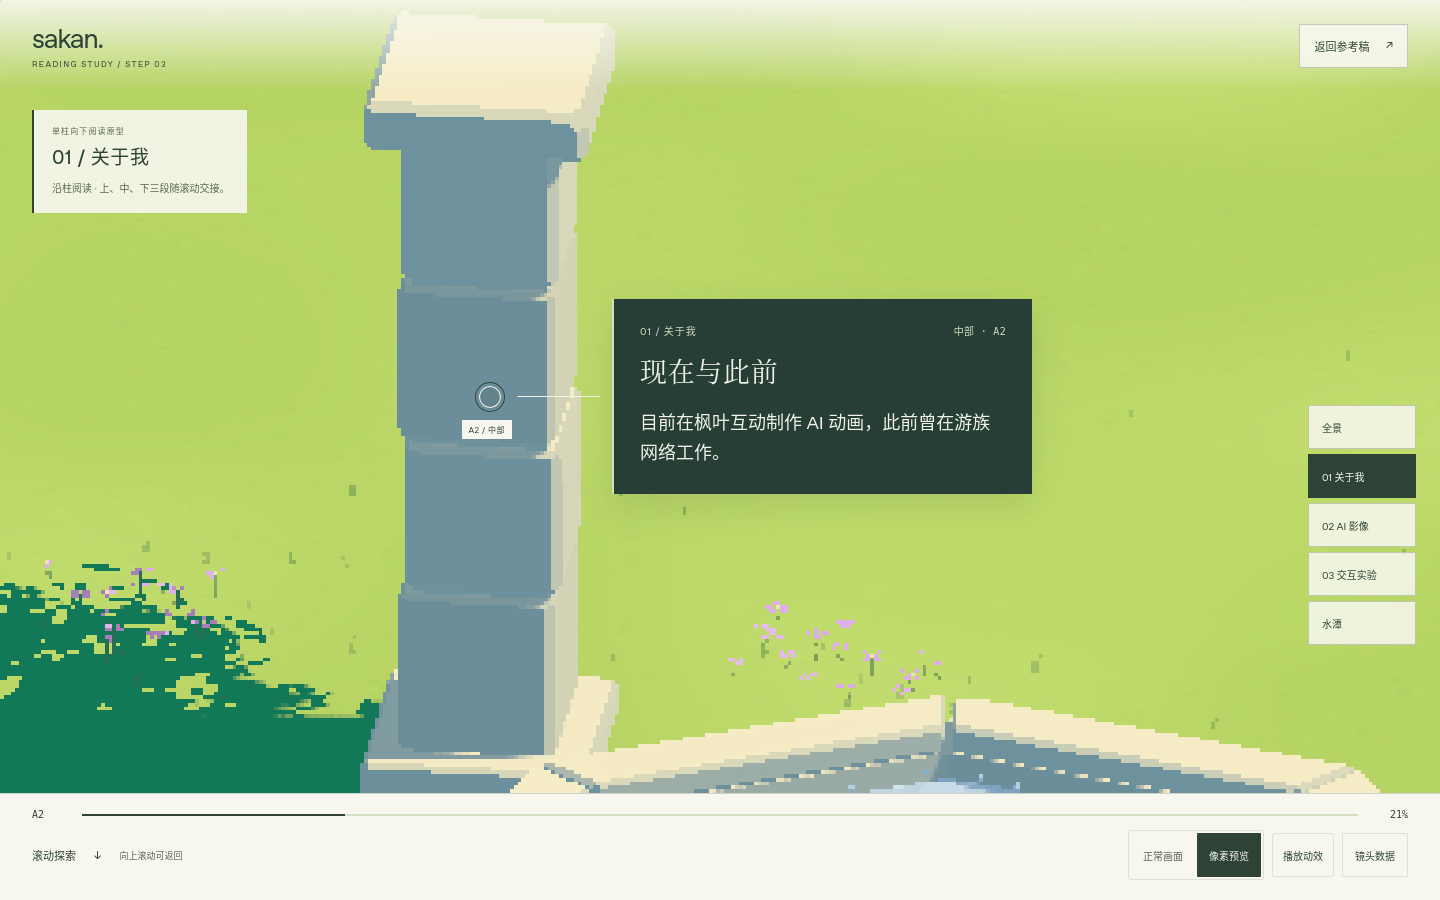 sakan.
READING STUDY / STEP 03
返回参考稿 ↗
单柱向下阅读原型
01 / 关于我
沿柱阅读 · 上、中、下三段随滚动交接。
01 / 关于我
中部 · A2
现在与此前
目前在枫叶互动制作 AI 动画，此前曾在游族
网络工作。
A2 / 中部
全景
01 关于我
02 AI 影像
03 交互实验
水潭
A2
21%
滚动探索 ↓ 向上滚动可返回
正常画面
像素预览
播放动效
镜头数据